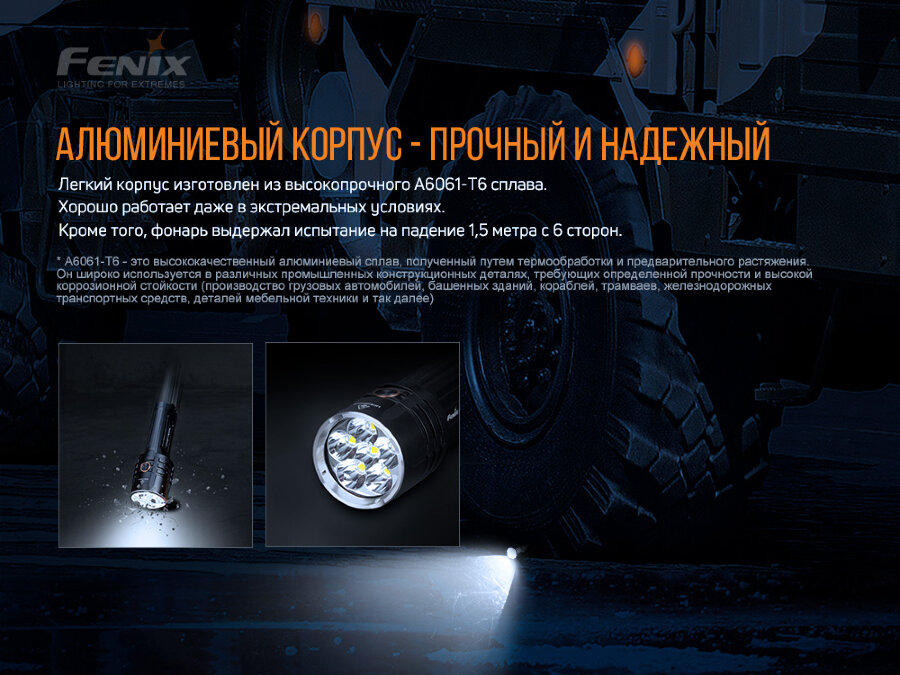 FENIX
LIGHTING FOR EXTREMES
АЛЮМИНИЕВЫЙ КОРПУС - ПРОЧНЫЙ И НАДЕЖНЫЙ
Легкий корпус изготовлен из высокопрочного A6061-T6 сплава.
Хорошо работает даже в экстремальных условиях.
Кроме того, фонарь выдержал испытание на падение 1,5 метра с 6 сторон.
* A6061-T6 - это высококачественный алюминиевый сплав, полученный путем термообработки и предварительного растяжения.
Он широко используется в различных промышленных конструкционных деталях, требующих определенной прочности и высокой
коррозионной стойкости (производство грузовых автомобилей, башенных зданий, кораблей, трамваев, железнодорожных
транспортных средств, деталей мебельной техники и так далее)
Fenix